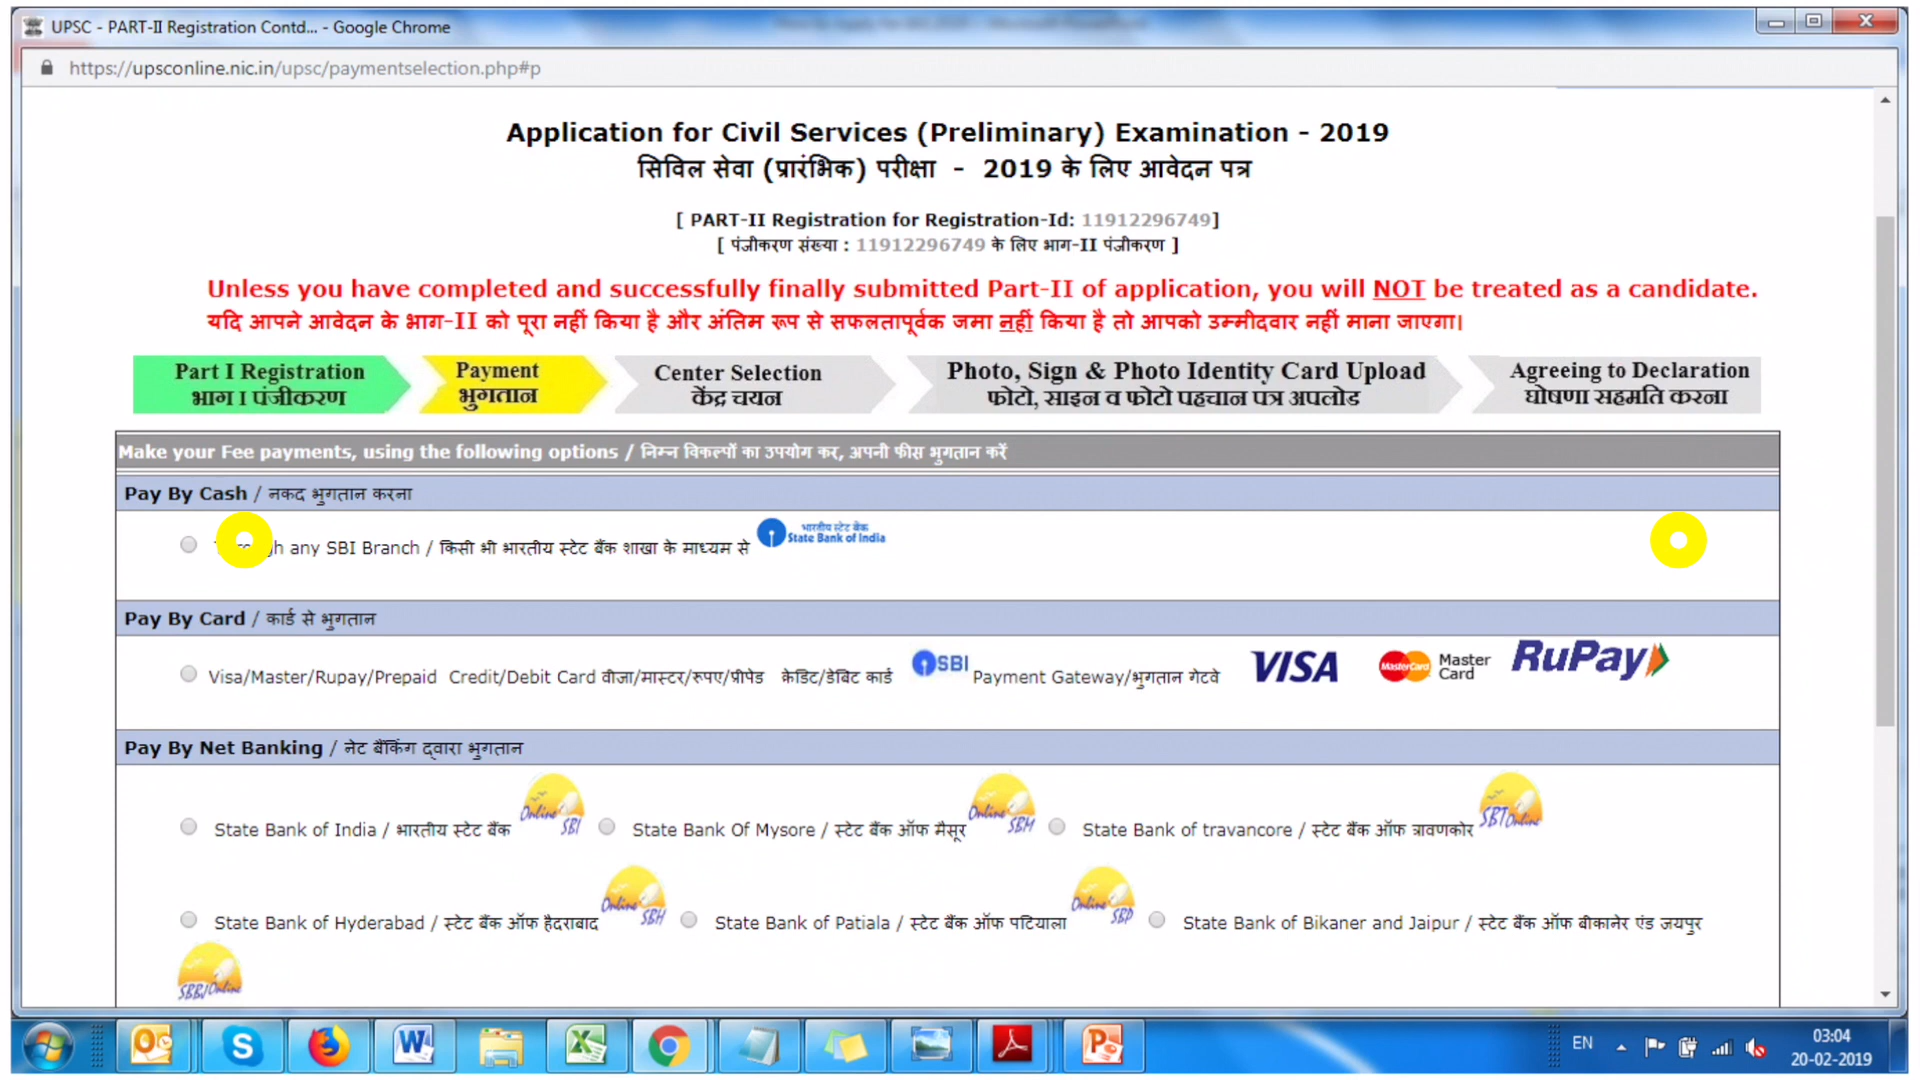 UPSC - PART-II Registration Contd... - Google Chrome
https://upsconline.nic.in/upsc/paymentselection.php#p
Application for Civil Services (Preliminary) Examination - 2019
सिविल सेवा (प्रारंभिक) परीक्षा - 2019 के लिए आवेदन पत्र
[ PART-II Registration for Registration-Id: 11912296749]
[ पंजीकरण संख्या : 11912296749 के लिए भाग-II पंजीकरण ]
Unless you have completed and successfully finally submitted Part-II of application, you will NOT be treated as a candidate.
यदि आपने आवेदन के भाग-II को पूरा नहीं किया है और अंतिम रूप से सफलतापूर्वक जमा नहीं किया है तो आपको उम्मीदवार नहीं माना जाएगा।
Part I Registration
भाग I पंजीकरण
Payment
भुगतान
Center Selection
केंद्र चयन
Photo, Sign & Photo Identity Card Upload
फोटो, साइन व फोटो पहचान पत्र अपलोड
Agreeing to Declaration
घोषणा सहमति करना
Make your Fee payments, using the following options / निम्न विकल्पों का उपयोग कर, अपनी फीस भुगतान करें
Pay By Cash / नकद भुगतान करना
any SBI Branch / किसी भी भारतीय स्टेट बैंक शाखा के माध्यम से भारतीय स्टेट बैंक State Bank of India
Pay By Card / कार्ड से भुगतान
Visa/Master/Rupay/Prepaid Credit/Debit Card वीजा/मास्टर/रूपए/प्रीपेड क्रेडिट/डेबिट कार्ड SBI Payment Gateway/भुगतान गेटवे VISA MasterCard Master Card RuPay
Pay By Net Banking / नेट बैंकिंग द्वारा भुगतान
State Bank of India / भारतीय स्टेट बैंक Online SBI State Bank Of Mysore / स्टेट बैंक ऑफ मैसूर Online SBM State Bank of travancore / स्टेट बैंक ऑफ त्रावणकोर SBT Online
State Bank of Hyderabad / स्टेट बैंक ऑफ हैदराबाद Online SBH State Bank of Patiala / स्टेट बैंक ऑफ पटियाला Online SBP State Bank of Bikaner and Jaipur / स्टेट बैंक ऑफ बीकानेर एंड जयपुर
SBBJ Online
EN
03:04
20-02-2019